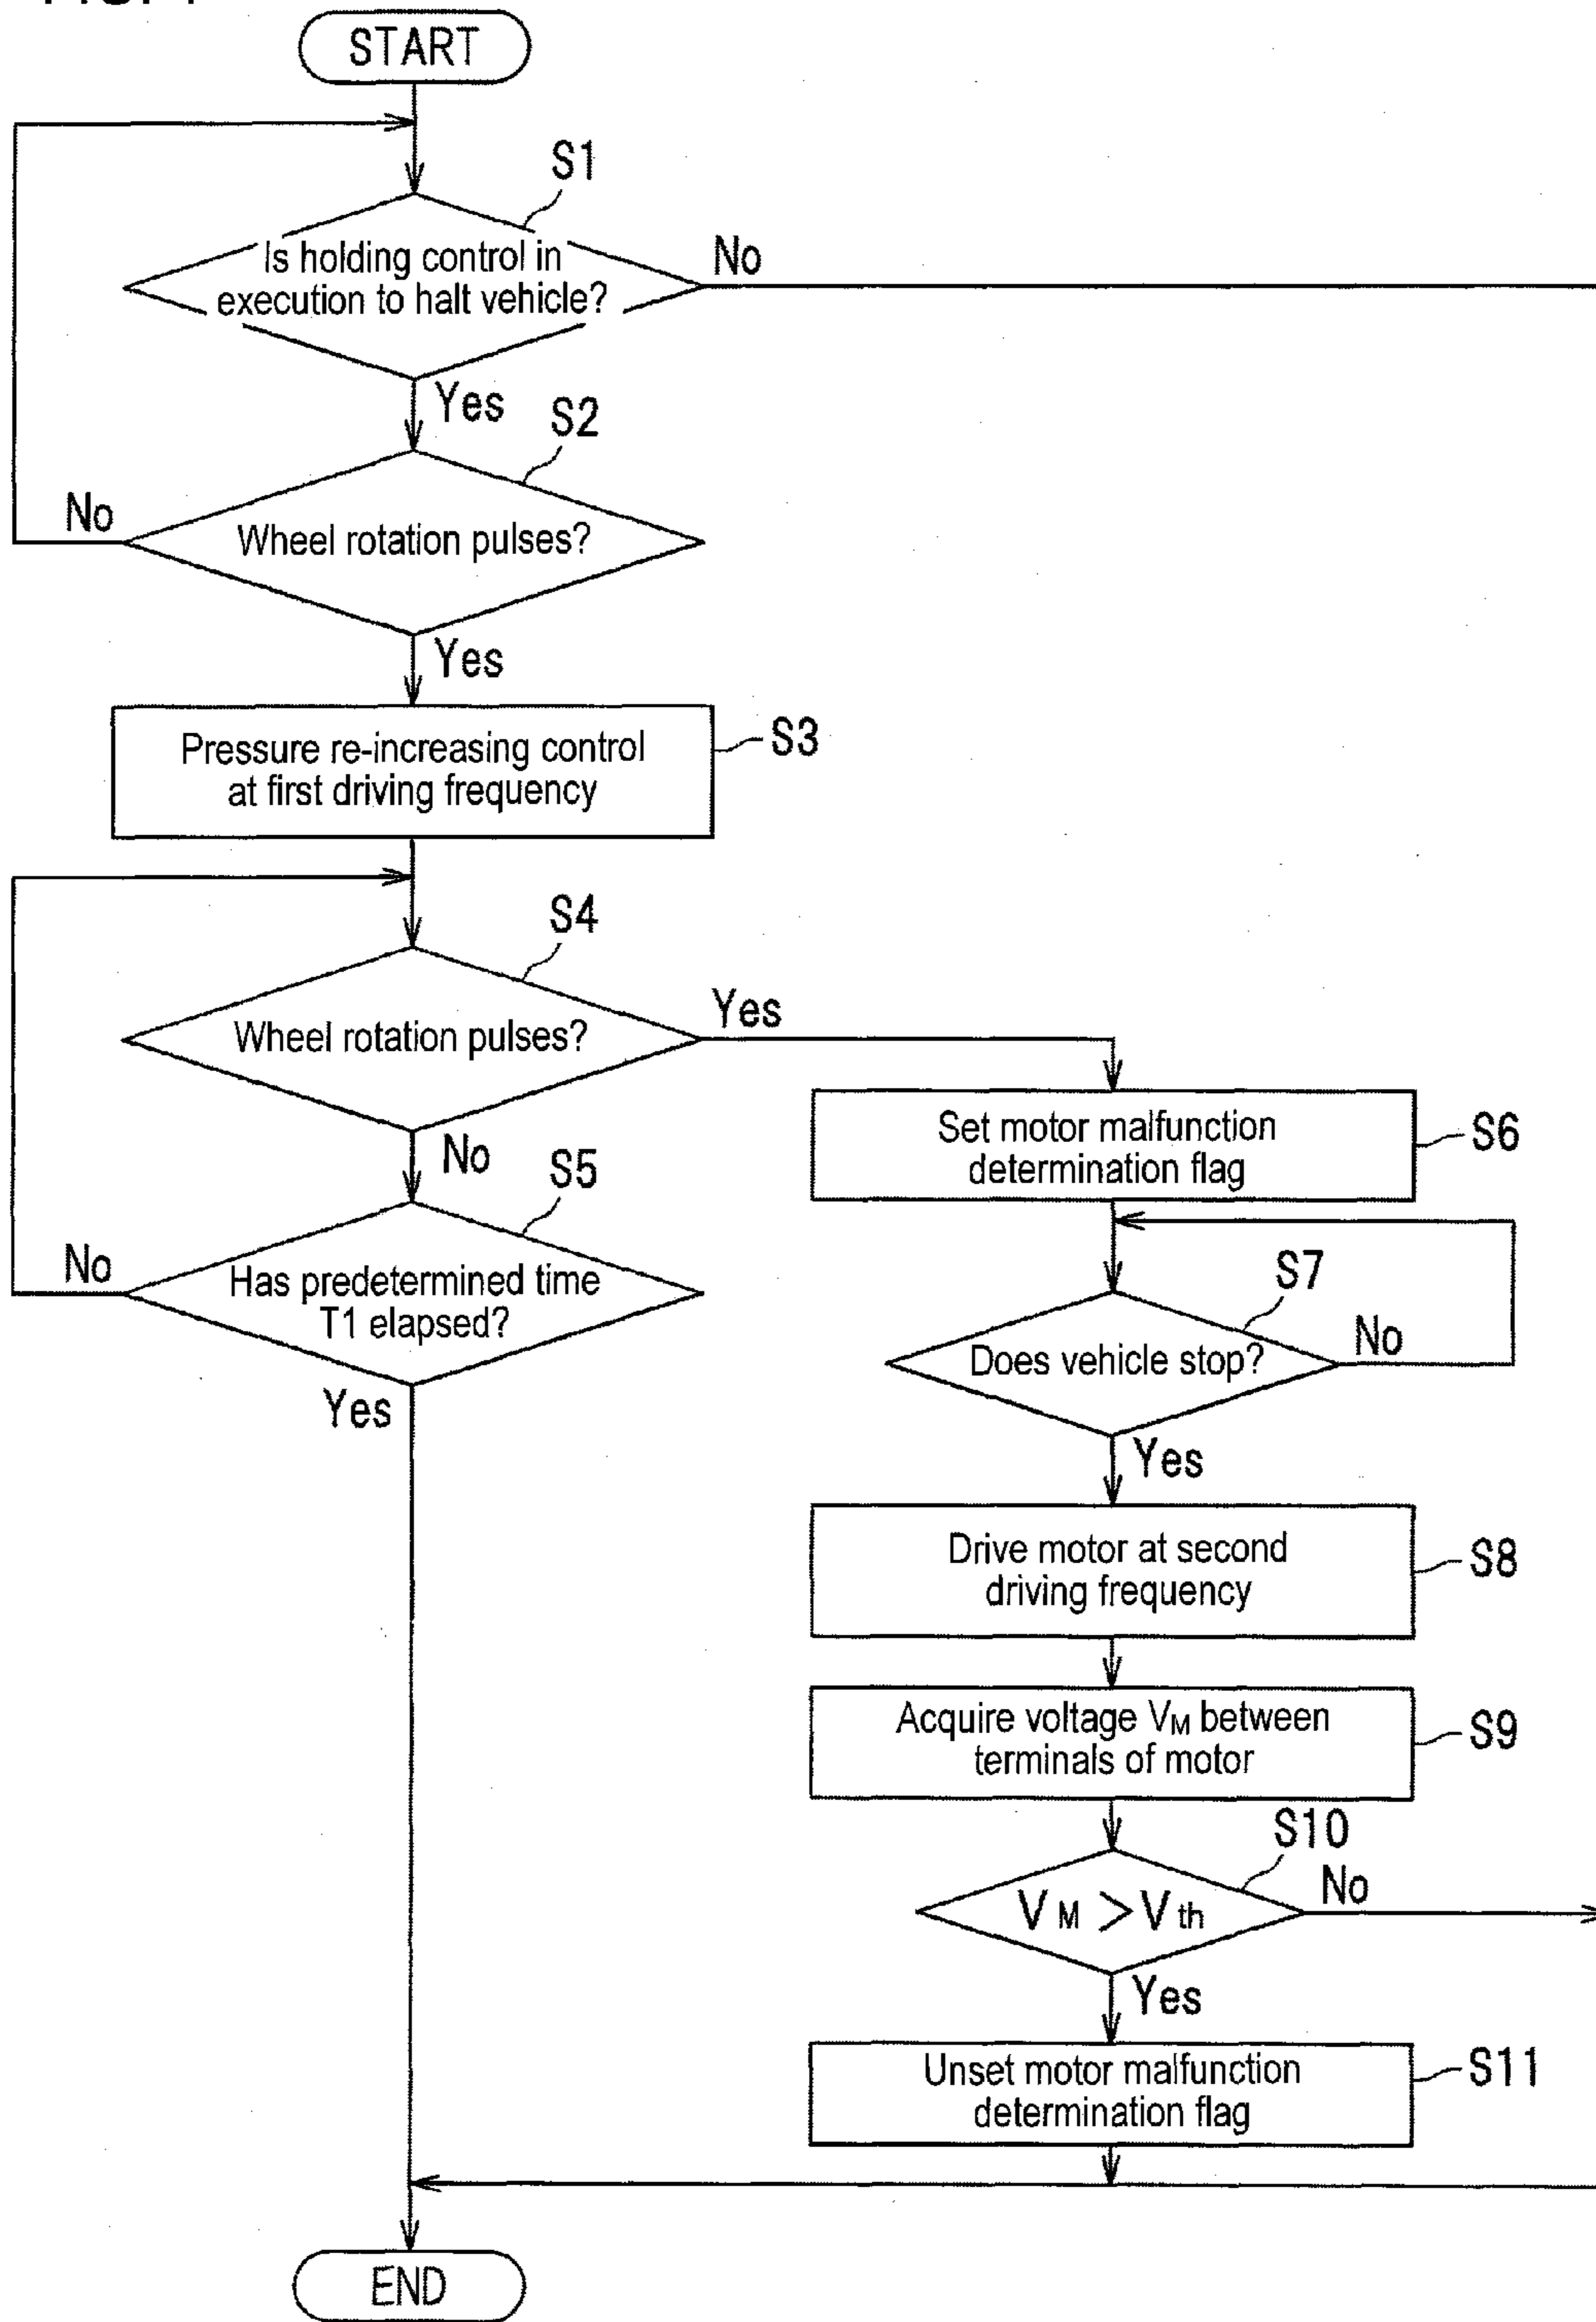 START
S1
Is holding control in
execution to halt vehicle?
No
Yes
S2
Wheel rotation pulses?
No
Yes
Pressure re-increasing control
at first driving frequency
S3
S4
Wheel rotation pulses?
Yes
No
Set motor malfunction
determination flag
S6
S5
Has predetermined time
T1 elapsed?
No
Yes
S7
Does vehicle stop?
No
Yes
Drive motor at second
driving frequency
S8
Acquire voltage VM between
terminals of motor
S9
S10
VM > Vth
No
Yes
Unset motor malfunction
determination flag
S11
END